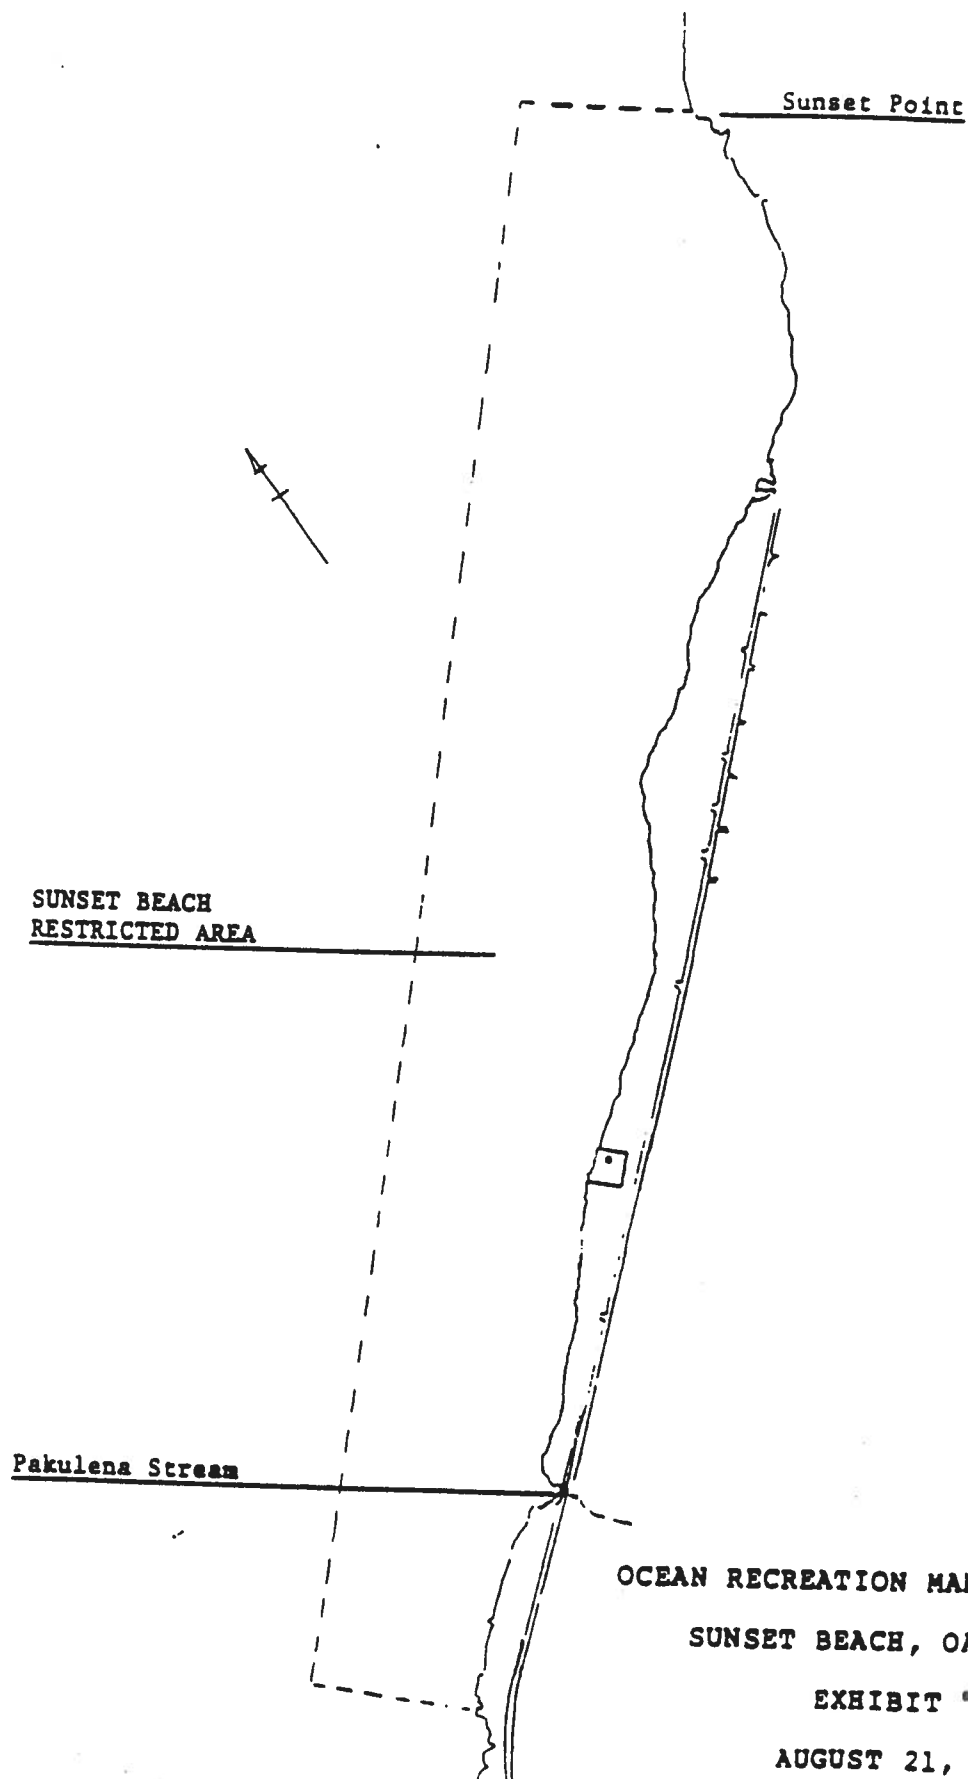 Sunset Point
SUNSET BEACH
RESTRICTED AREA
Pakulena Stream
OCEAN RECREATION
SUNSET BEACH,
EXHIBIT
AUGUST 21,